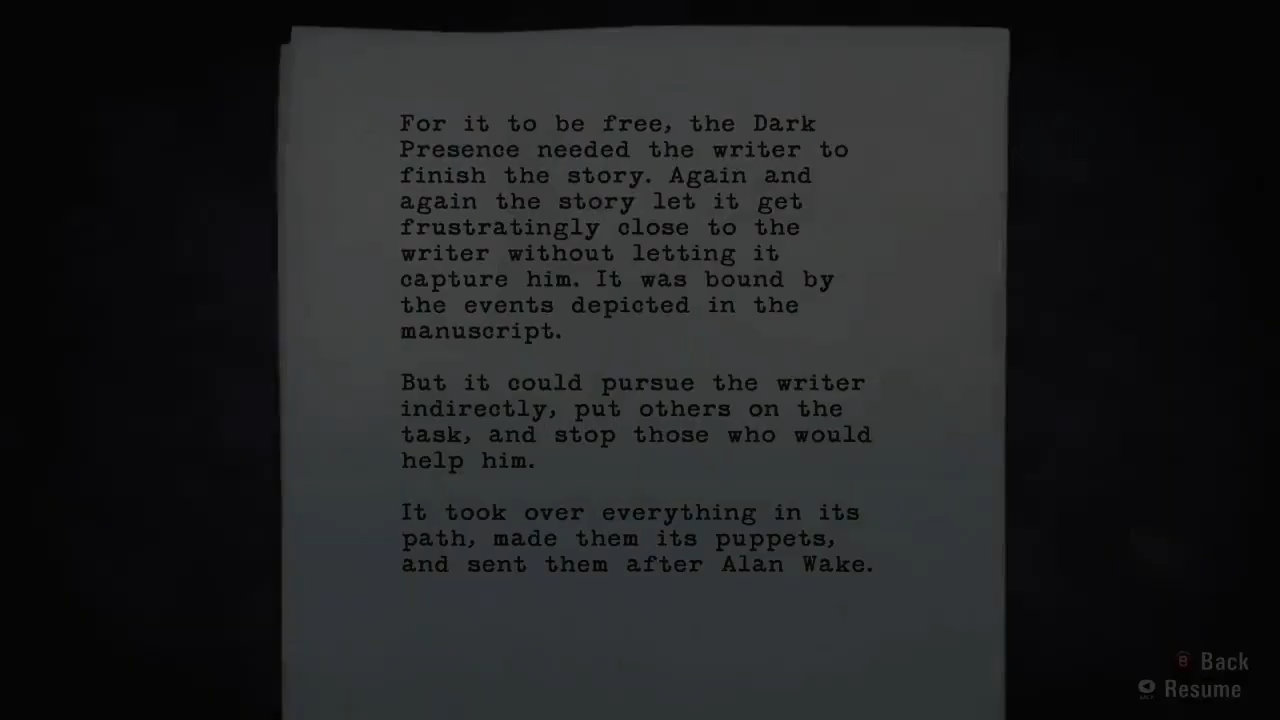 For it to be free, the Dark
Presence needed the writer to
finish the story. Again and
again the story let it get
frustratingly close to the
writer without letting it
capture him. It was bound by
the events depicted in the
manuscript.
But it could pursue the writer
indirectly, put others on the
task, and stop those who would
help him.
It took over everything in its
path, made them its puppets,
and sent them after Alan Wake.
B Back
BACK Resume